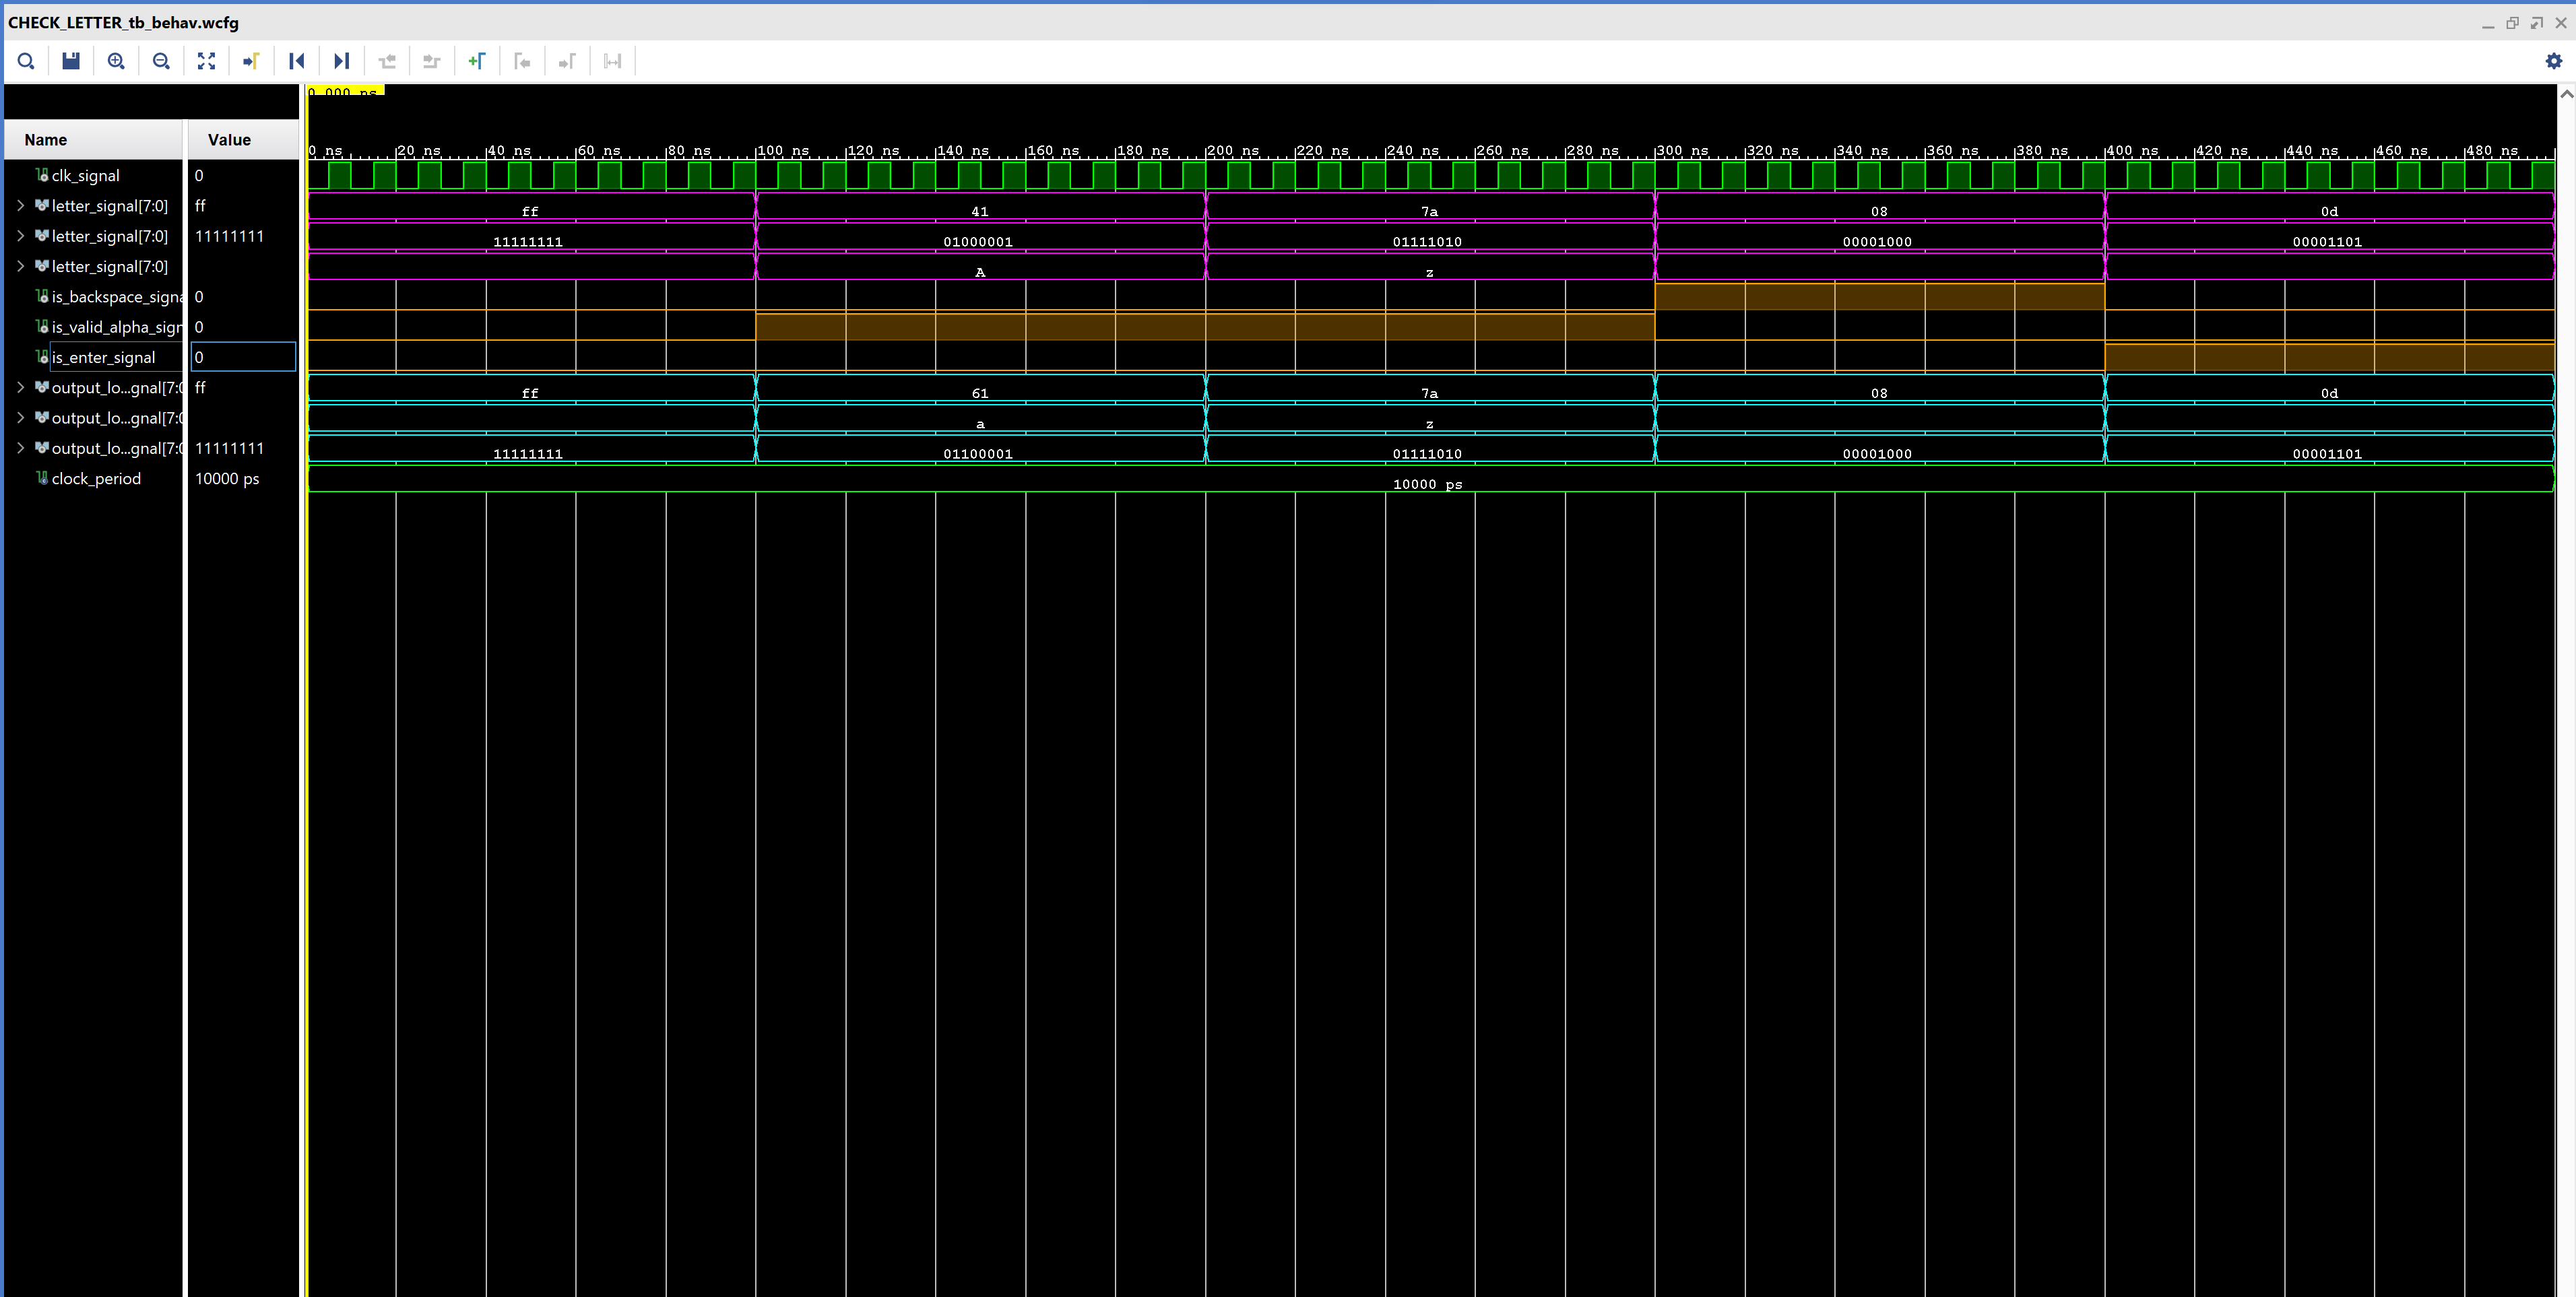 CHECK_LETTER_tb_behav.wcfg
0.000 ns
Name Value
0 ns 20 ns 40 ns 60 ns 80 ns 100 ns 120 ns 140 ns 160 ns 180 ns 200 ns 220 ns 240 ns 260 ns 280 ns 300 ns 320 ns 340 ns 360 ns 380 ns 400 ns 420 ns 440 ns 460 ns 480 ns
clk_signal 0
letter_signal[7:0] ff ff 41 7a 08 0d
letter_signal[7:0] 11111111 11111111 01000001 01111010 00001000 00001101
letter_signal[7:0] A z
is_backspace_signa 0
is_valid_alpha_sign 0
is_enter_signal 0
output_lo...gnal[7:0 ff ff 61 7a 08 0d
output_lo...gnal[7:0 a z
output_lo...gnal[7:0 11111111 11111111 01100001 01111010 00001000 00001101
clock_period 10000 ps 10000 ps